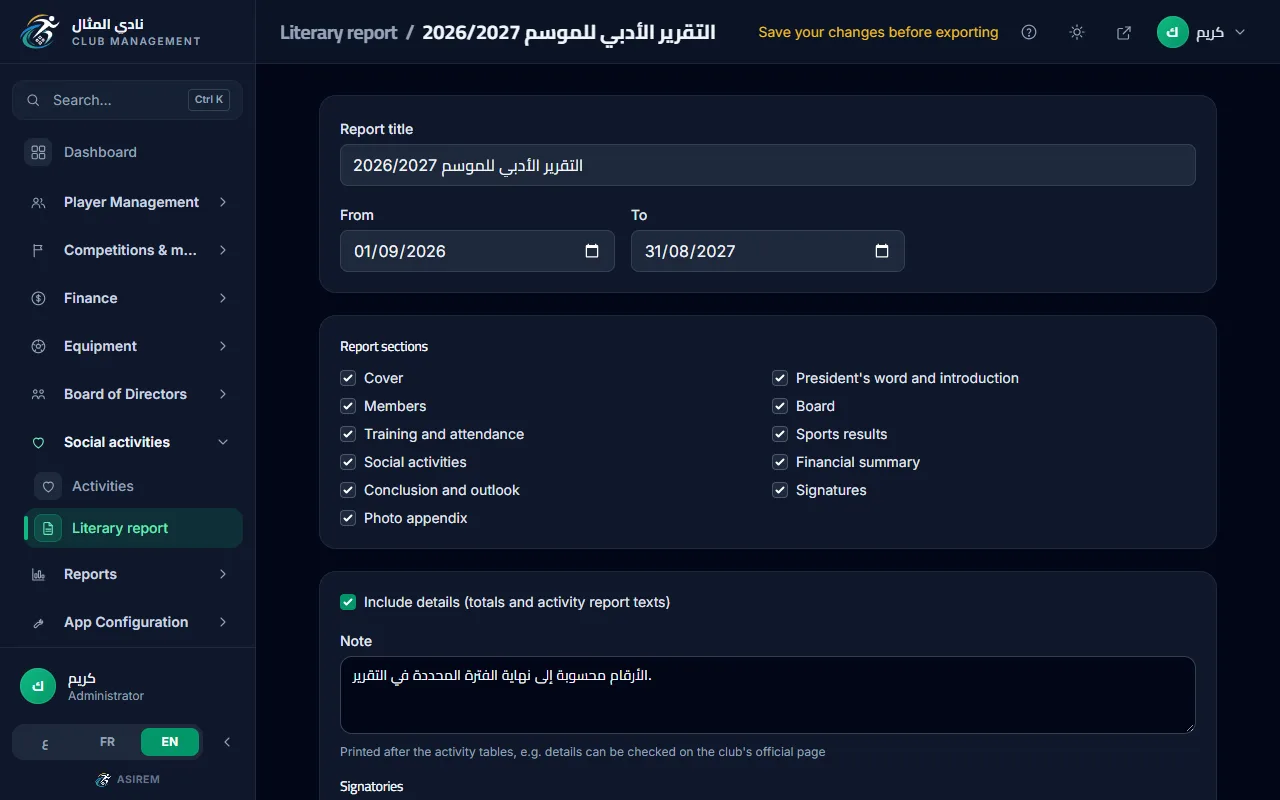 نادي المثال
CLUB MANAGEMENT
Search...
Ctrl K
Dashboard
Player Management
Competitions & m...
Finance
Equipment
Board of Directors
Social activities
Activities
Literary report
Reports
App Configuration
ك
كريم
Administrator
ع
FR
EN
ASIREM
Literary report / التقرير الأدبي للموسم 2026/2027
Save your changes before exporting
ك
كريم
Report title
التقرير الأدبي للموسم 2026/2027
From
To
01/09/2026
31/08/2027
Report sections
Cover
President's word and introduction
Members
Board
Training and attendance
Sports results
Social activities
Financial summary
Conclusion and outlook
Signatures
Photo appendix
Include details (totals and activity report texts)
Note
الأرقام محسوبة إلى نهاية الفترة المحددة في التقرير.
Printed after the activity tables, e.g. details can be checked on the club's official page
Signatories